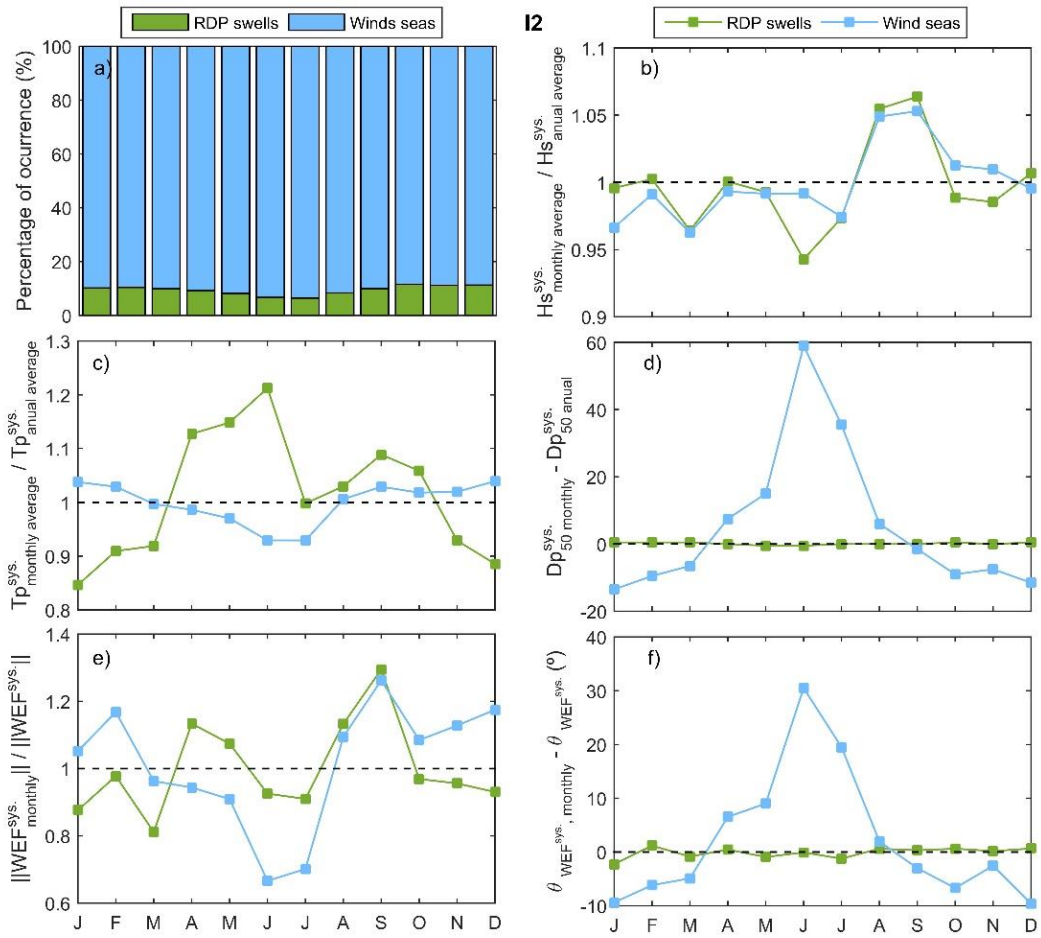 RDP swells Winds seas
I2
RDP swells Wind seas
a)
Percentage of ocurrence (%)
100
80
60
40
20
0
b)
Hs sys. monthly average / Hs sys. anual average
1.1
1.05
1
0.95
0.9
c)
Tp sys. monthly average / Tp sys. anual average
1.3
1.2
1.1
1
0.9
0.8
d)
Dp sys. 50 monthly - Dp sys. 50 anual
60
40
20
0
-20
e)
||WEF sys. monthly|| / ||WEF sys.||
1.4
1.2
1
0.8
0.6
J F M A M J J A S O N D
f)
θ WEF sys., monthly - θ WEF sys. (º)
40
30
20
10
0
-10
J F M A M J J A S O N D